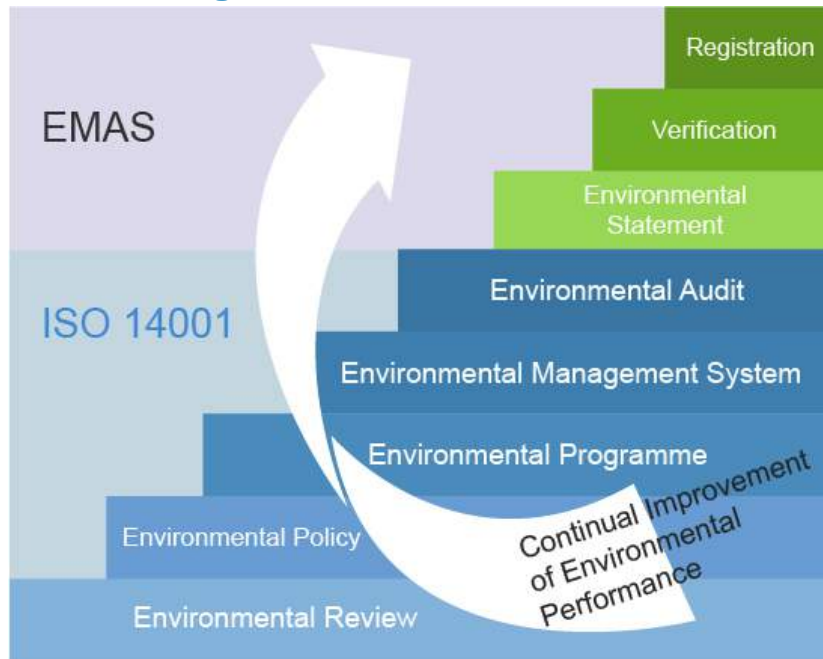 Registration
EMAS
Verification
Environmental
Statement
Environmental Audit
ISO 14001
Environmental Management System
Environmental Programme
Continual Improvement
of Environmental
Performance
Environmental Policy
Environmental Review